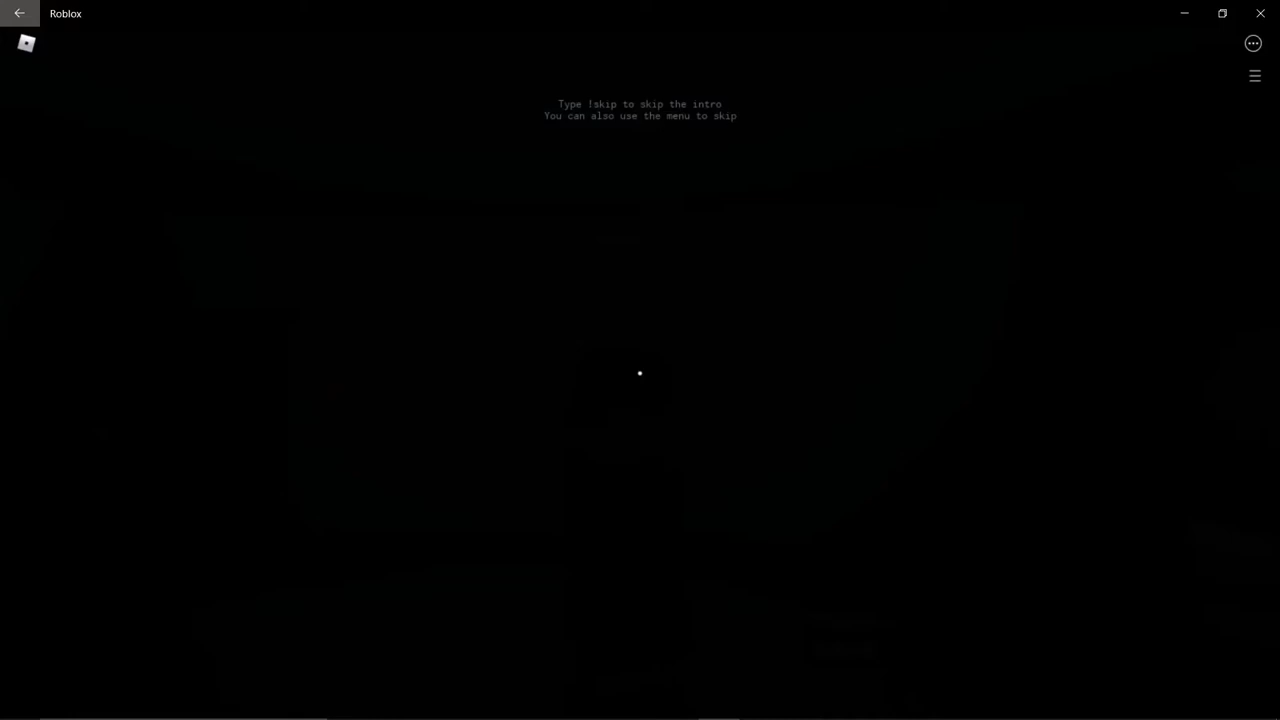 Roblox
Type !skip to skip the intro
You can also use the menu to skip